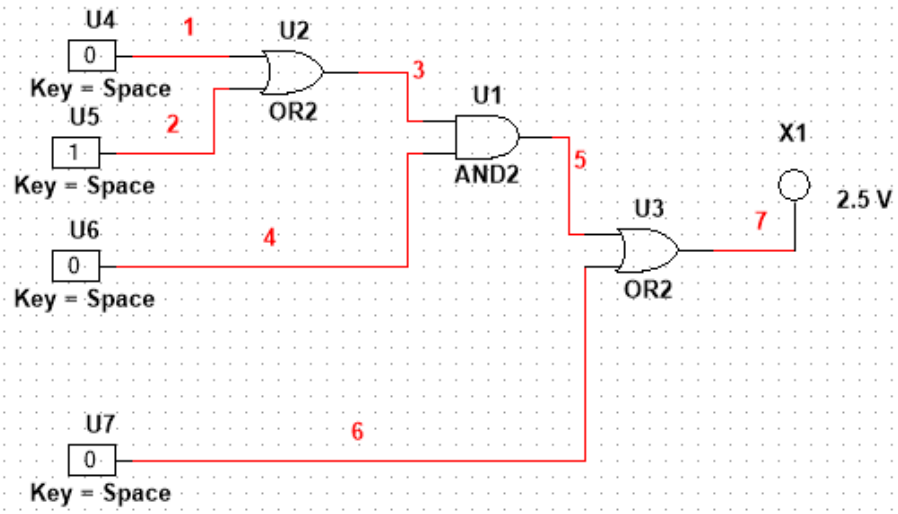 U4
1
0
U2
Key = Space
3
U5
2
OR2
U1
1
X1
Key = Space
5
AND2
2.5 V
U6
4
U3
7
0
Key = Space
OR2
U7
6
0
Key = Space